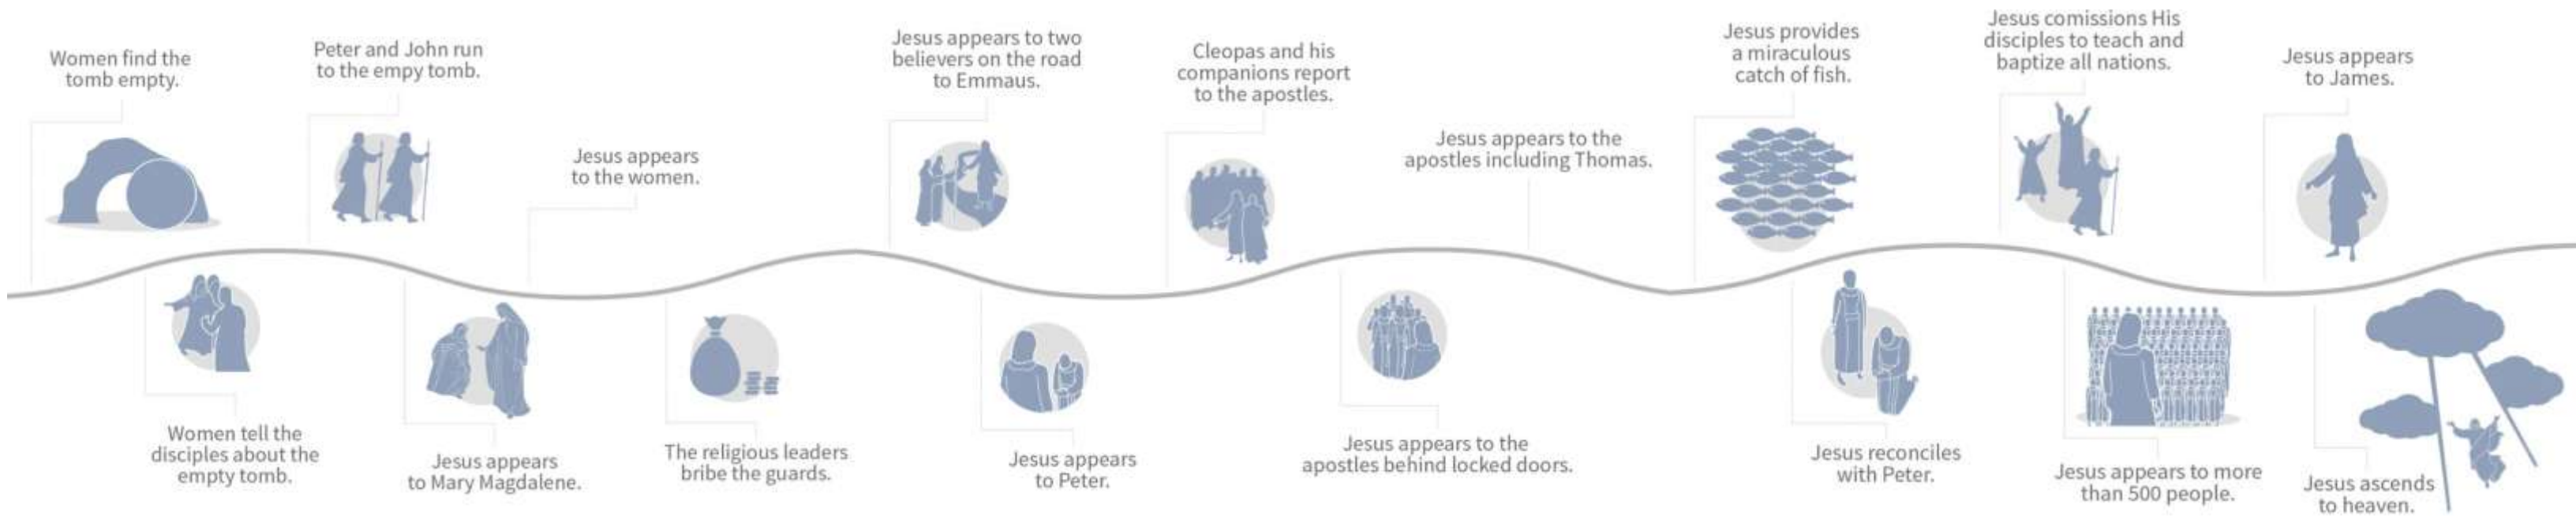 Women find the
tomb empty.
Women tell the
disciples about the
empty tomb.
Peter and John run
to the empy tomb.
Jesus appears
to Mary Magdalene.
Jesus appears
to the women.
The religious leaders
bribe the guards.
Jesus appears to two
believers on the road
to Emmaus.
Jesus appears
to Peter.
Cleopas and his
companions report
to the apostles.
Jesus appears to the
apostles behind locked doors.
Jesus appears to the
apostles including Thomas.
Jesus provides
a miraculous
catch of fish.
Jesus reconciles
with Peter.
Jesus comissions His
disciples to teach and
baptize all nations.
Jesus appears to more
than 500 people.
Jesus appears
to James.
Jesus ascends
to heaven.